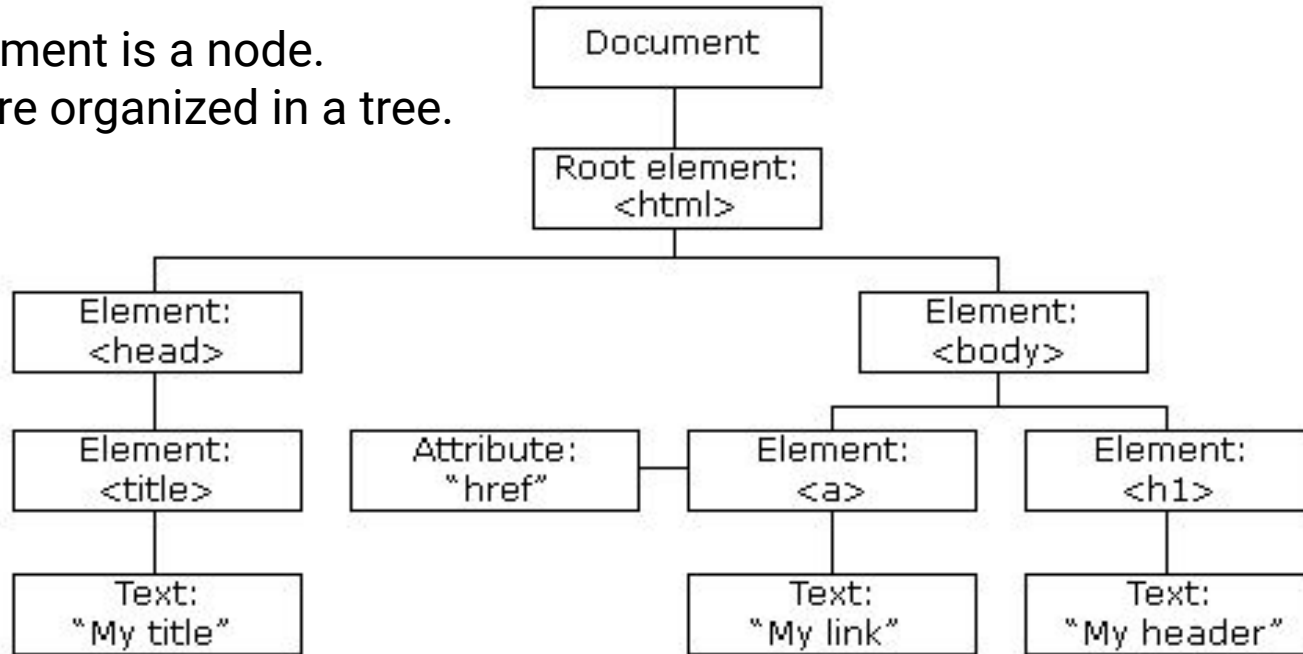 ment is a node.
re organized in a tree.
Document
Root element:
<html>
Element:
<head>
Element:
<body>
Element:
<title>
Attribute:
"href"
Element:
<a>
Element:
<h1>
Text:
"My title"
Text:
"My link"
Text:
"My header"